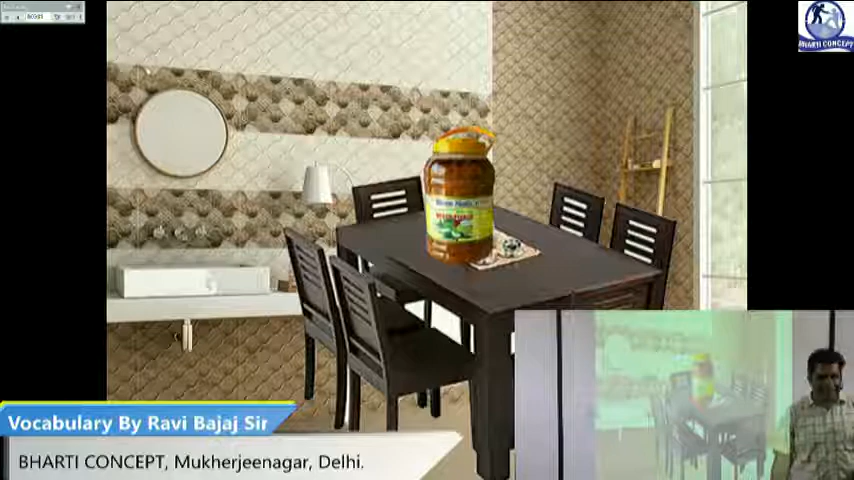 BHARTI CONCEPT
Vocabulary By Ravi Bajaj Sir
BHARTI CONCEPT, Mukherjeenagar, Delhi.